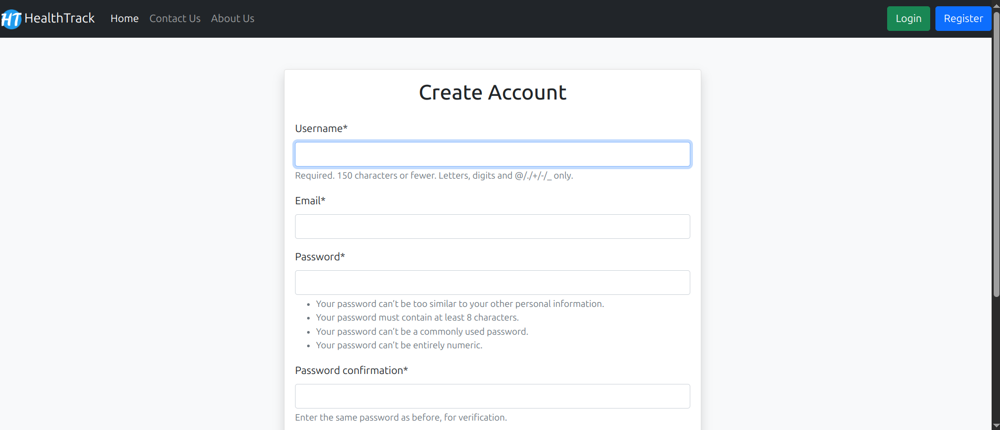 HT HealthTrack Home Contact Us About Us Login Register
Create Account
Username*
Required. 150 characters or fewer. Letters, digits and @/./+/-/_ only.
Email*
Password*
• Your password can’t be too similar to your other personal information.
• Your password must contain at least 8 characters.
• Your password can’t be a commonly used password.
• Your password can’t be entirely numeric.
Password confirmation*
Enter the same password as before, for verification.